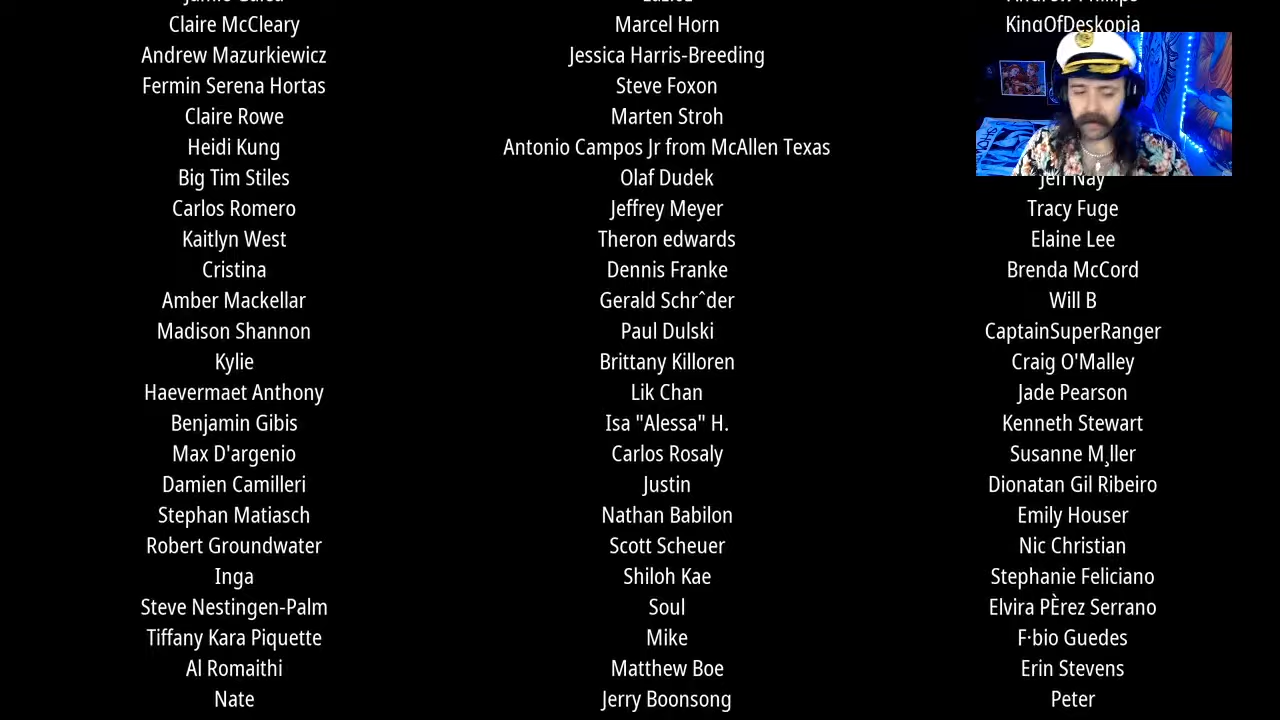 Claire McCleary
Andrew Mazurkiewicz
Fermin Serena Hortas
Claire Rowe
Heidi Kung
Big Tim Stiles
Carlos Romero
Kaitlyn West
Cristina
Amber Mackellar
Madison Shannon
Kylie
Haevermaet Anthony
Benjamin Gibis
Max D'argenio
Damien Camilleri
Stephan Matiasch
Robert Groundwater
Inga
Steve Nestingen-Palm
Tiffany Kara Piquette
Al Romaithi
Nate
Marcel Horn
Jessica Harris-Breeding
Steve Foxon
Marten Stroh
Antonio Campos Jr from McAllen Texas
Olaf Dudek
Jeffrey Meyer
Theron edwards
Dennis Franke
Gerald Schrˆder
Paul Dulski
Brittany Killoren
Lik Chan
Isa "Alessa" H.
Carlos Rosaly
Justin
Nathan Babilon
Scott Scheuer
Shiloh Kae
Soul
Mike
Matthew Boe
Jerry Boonsong
KingOfDeskopia
Jeff Nay
Tracy Fuge
Elaine Lee
Brenda McCord
Will B
CaptainSuperRanger
Craig O'Malley
Jade Pearson
Kenneth Stewart
Susanne M¸ller
Dionatan Gil Ribeiro
Emily Houser
Nic Christian
Stephanie Feliciano
Elvira PÈrez Serrano
F·bio Guedes
Erin Stevens
Peter